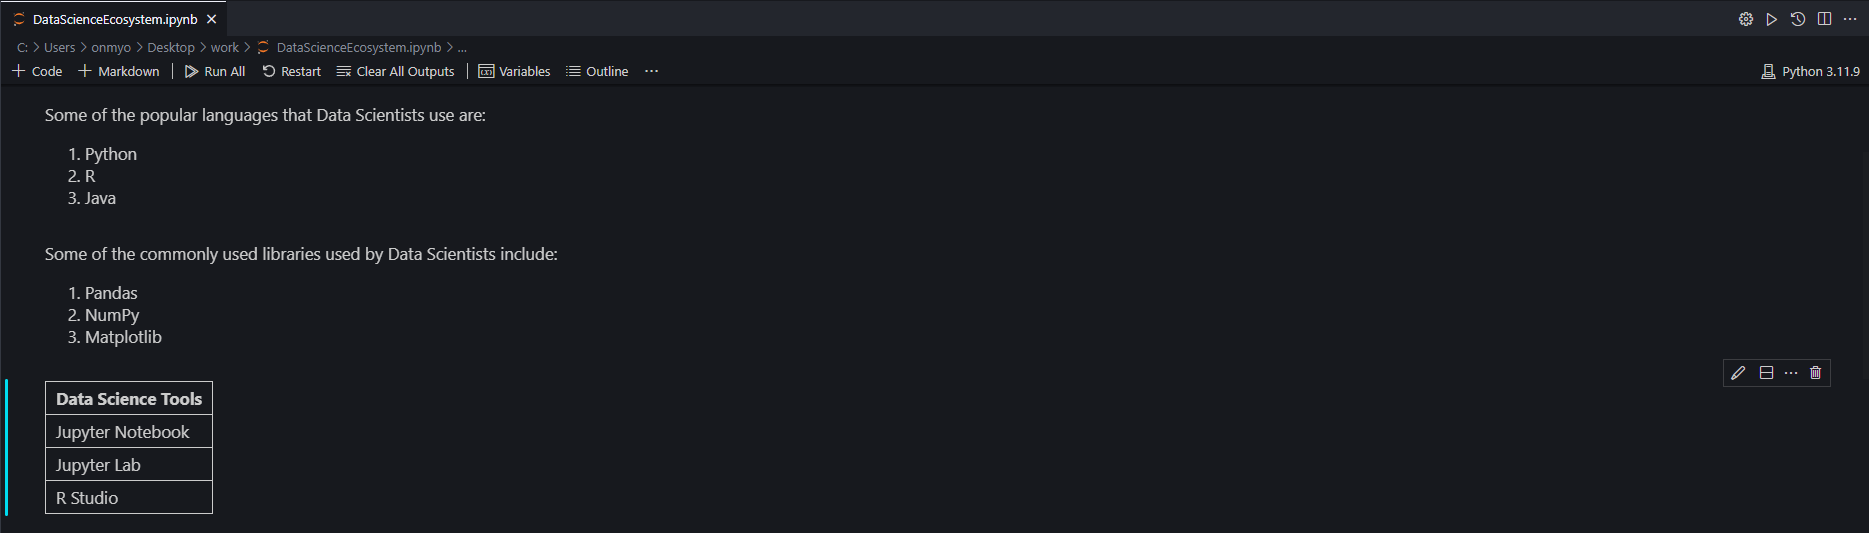 DataScienceEcosystem.ipynb
C: > Users > onmyo > Desktop > work > DataScienceEcosystem.ipynb > ...
+ Code + Markdown | Run All Restart Clear All Outputs | Variables Outline ... Python 3.11.9
Some of the popular languages that Data Scientists use are:
1. Python
2. R
3. Java
Some of the commonly used libraries used by Data Scientists include:
1. Pandas
2. NumPy
3. Matplotlib
Data Science Tools
Jupyter Notebook
Jupyter Lab
R Studio